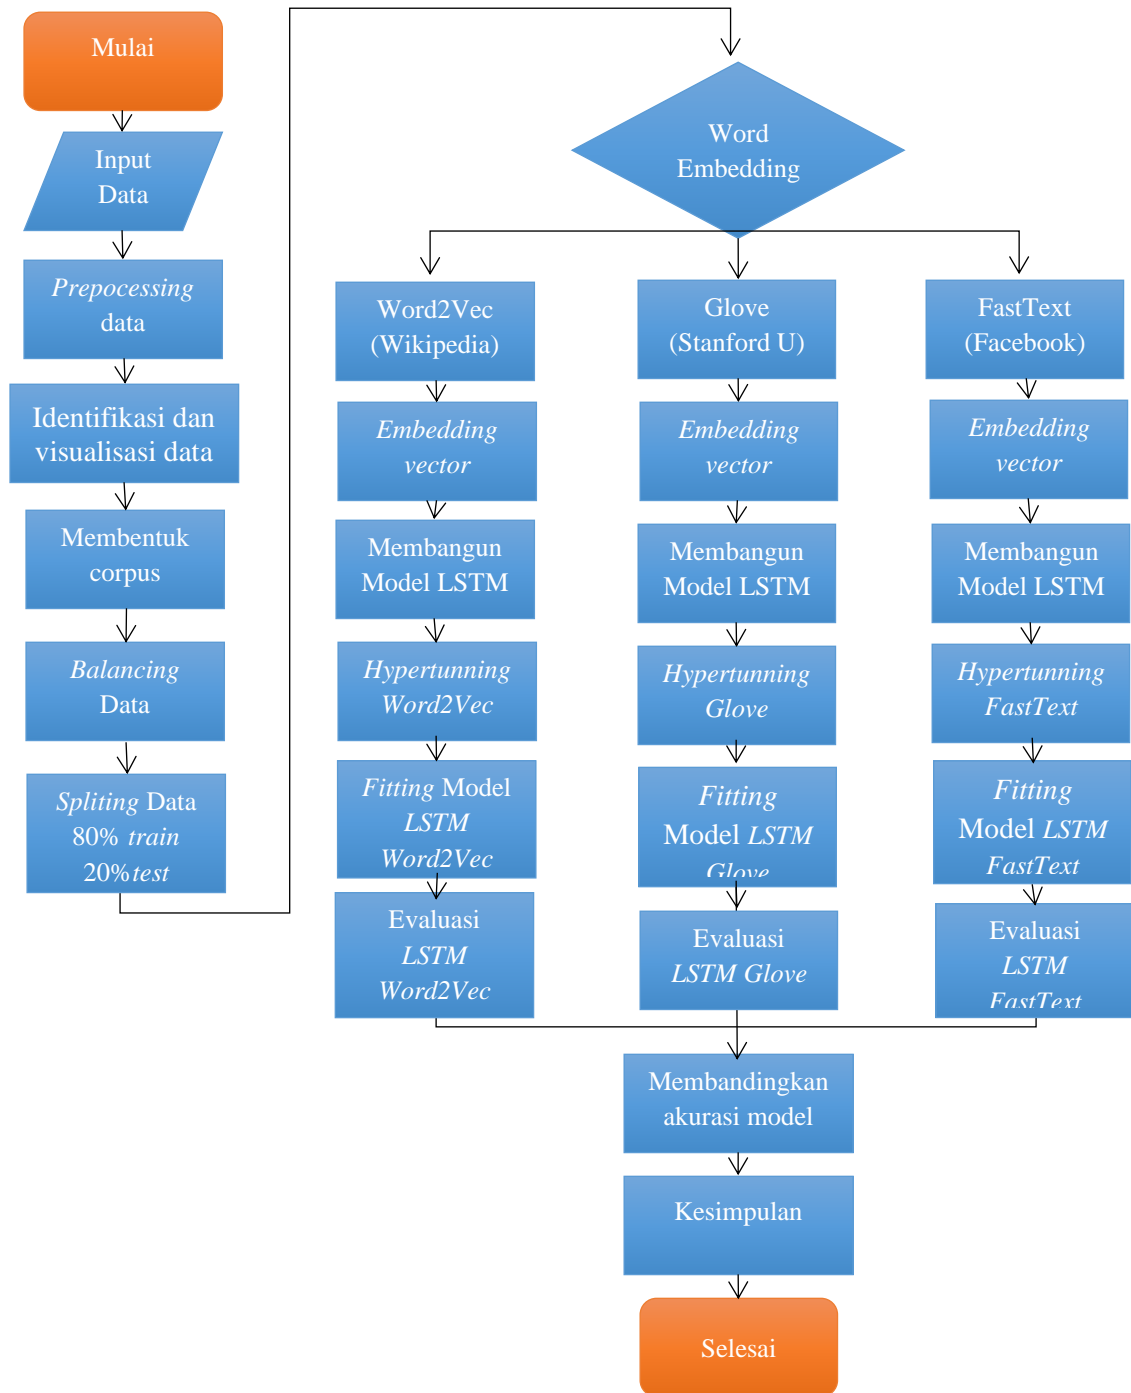 Mulai
Input
Data
Prepocessing
data
Identifikasi dan
visualisasi data
Membentuk
corpus
Balancing
Data
Spliting Data
80% train
20%test
Word
Embedding
Word2Vec
(Wikipedia)
Embedding
vector
Membangun
Model LSTM
Hypertunning
Word2Vec
Fitting Model
LSTM
Word2Vec
Evaluasi
LSTM
Word2Vec
Glove
(Stanford U)
Embedding
vector
Membangun
Model LSTM
Hypertunning
Glove
Fitting
Model LSTM
Glove
Evaluasi
LSTM Glove
FastText
(Facebook)
Embedding
vector
Membangun
Model LSTM
Hypertunning
FastText
Fitting
Model LSTM
FastText
Evaluasi
LSTM
FastText
Membandingkan
akurasi model
Kesimpulan
Selesai